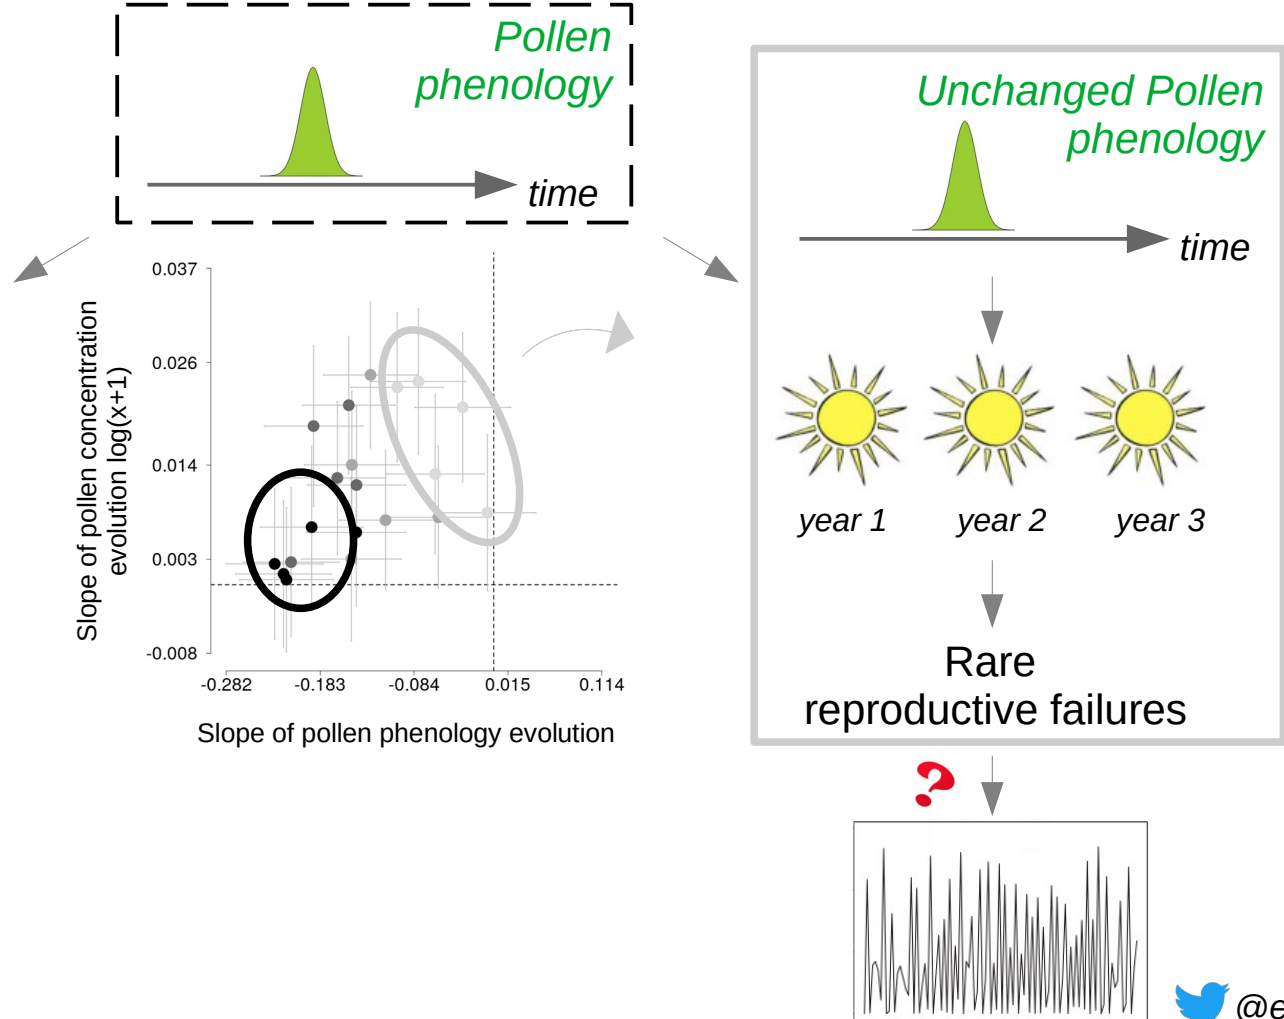 Pollen
phenology
time
0.037
0.026
0.014
0.003
-0.008
Slope of pollen concentration
evolution log(x+1)
-0.282
-0.183
-0.084
0.015
0.114
Slope of pollen phenology evolution
Unchanged Pollen
phenology
time
year 1
year 2
year 3
Rare
reproductive failures
?
@e